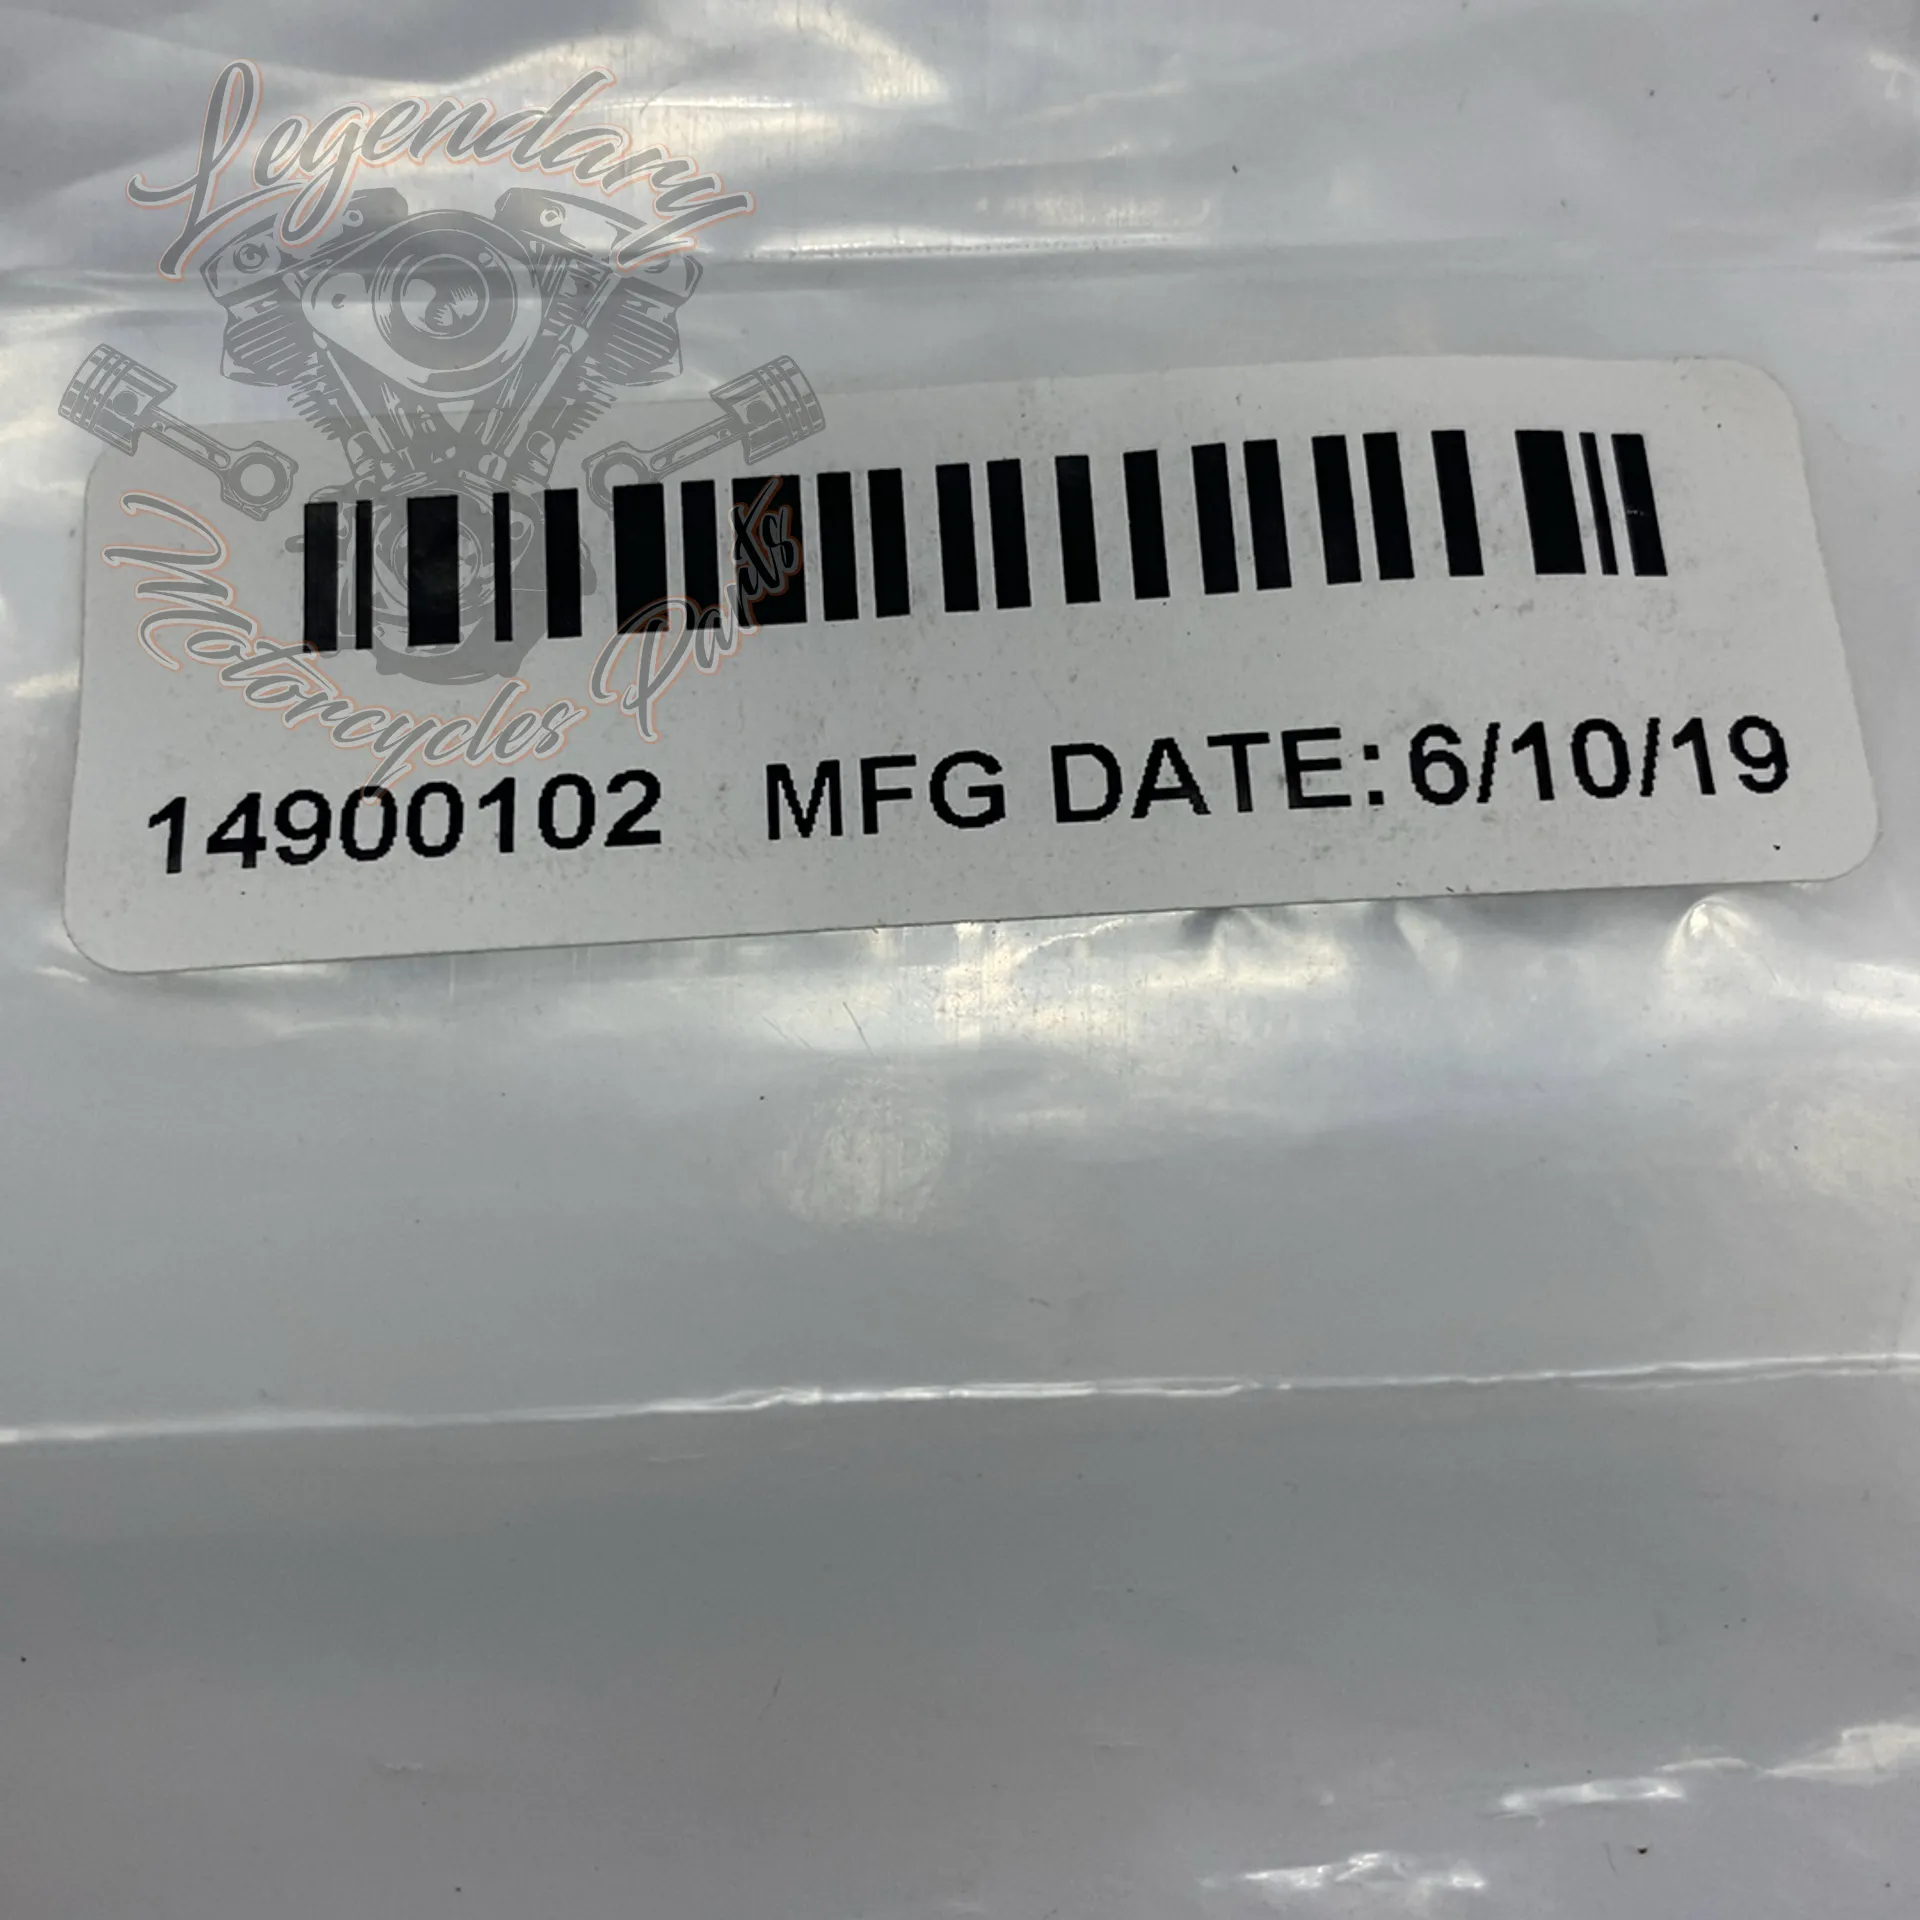 Legendary
Motorcycles Parts
14900102 MFG DATE: 6/10/19